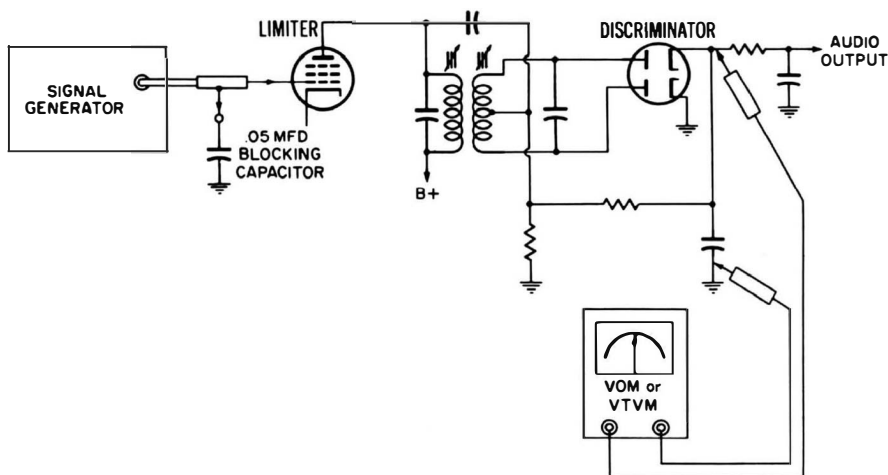 LIMITER
DISCRIMINATOR
AUDIO
OUTPUT
SIGNAL
GENERATOR
.05 MFD
BLOCKING
CAPACITOR
B+
VOM or
VTVM